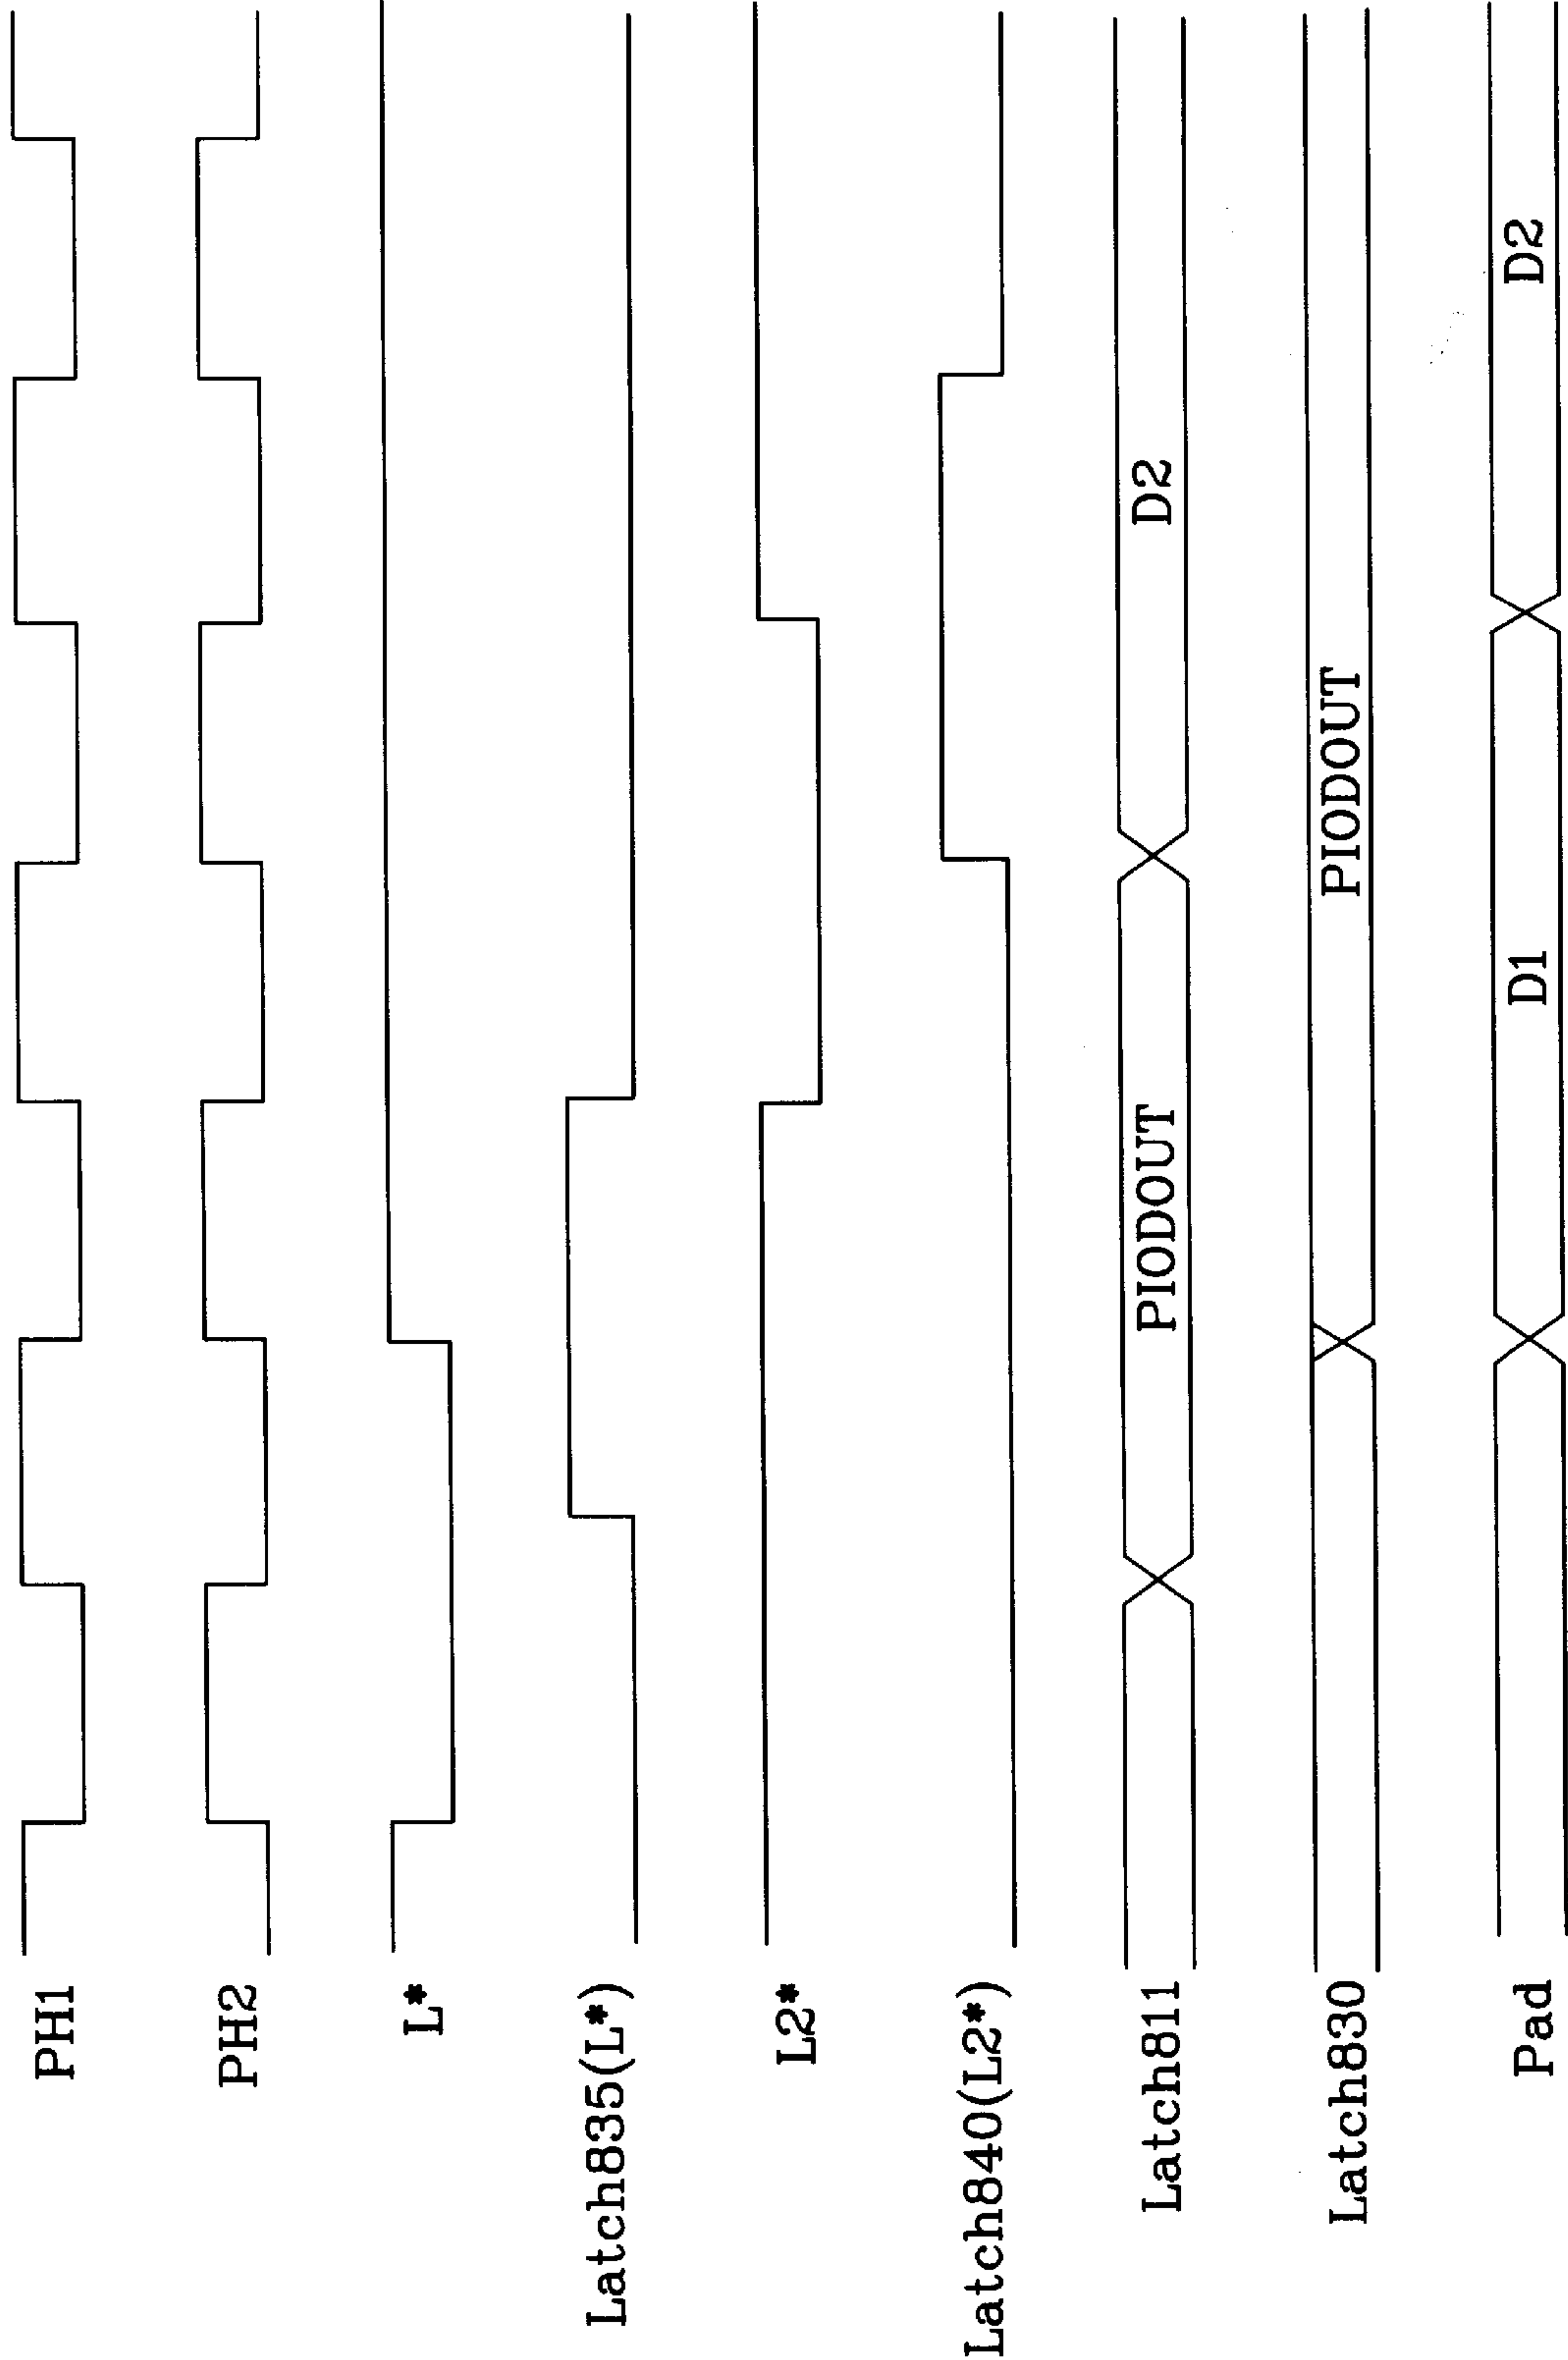 PH1
PH2
L*
Latch835(L*)
L2*
Latch840(L2*)
Latch811
PIODOUT
D2
Latch830
PIODOUT
Pad
D1
D2